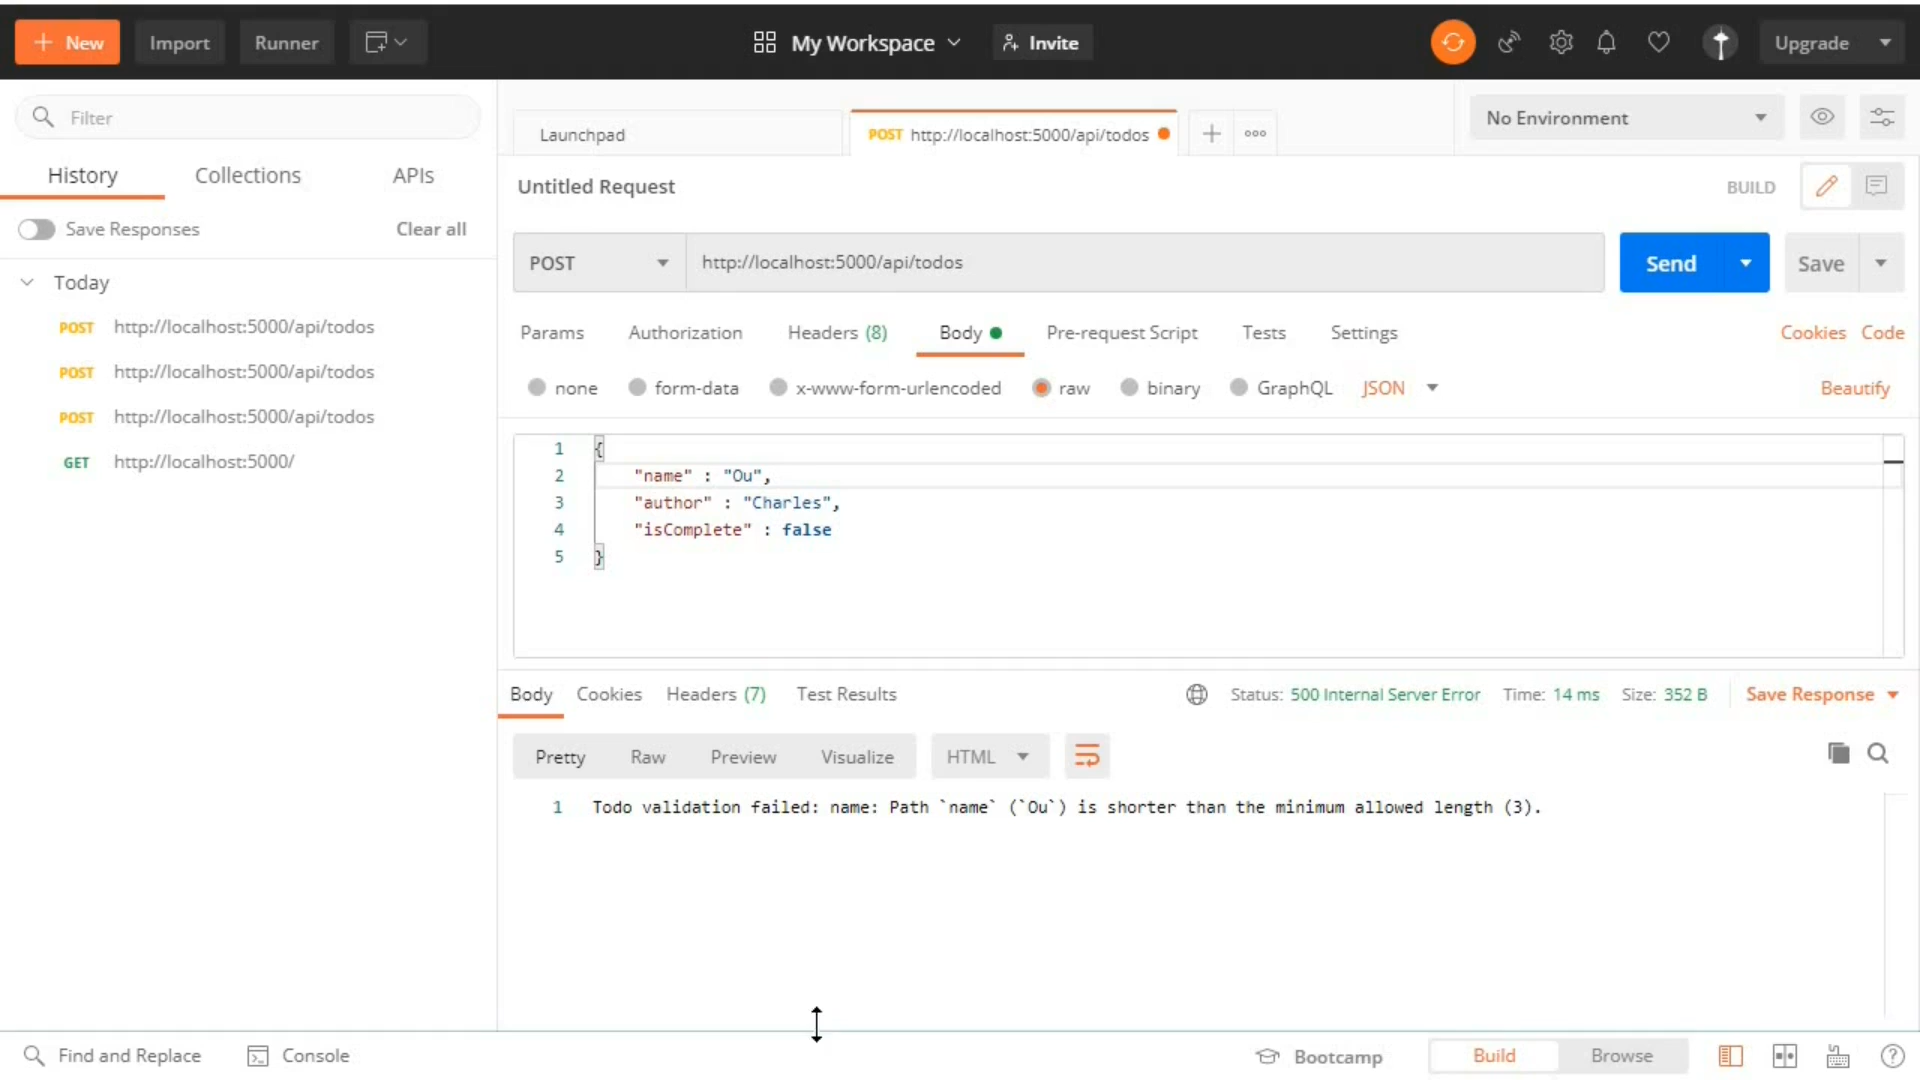 + New Import Runner My Workspace Invite Upgrade
Filter
Launchpad POST http://localhost:5000/api/todos No Environment
History Collections APIs
Untitled Request BUILD
Save Responses Clear all
POST http://localhost:5000/api/todos Send Save
Today
POST http://localhost:5000/api/todos
POST http://localhost:5000/api/todos
POST http://localhost:5000/api/todos
GET http://localhost:5000/
Params Authorization Headers (8) Body Pre-request Script Tests Settings Cookies Code
none form-data x-www-form-urlencoded raw binary GraphQL JSON Beautify
1 {
2 "name" : "Ou",
3 "author" : "Charles",
4 "isComplete" : false
5 }
Body Cookies Headers (7) Test Results Status: 500 Internal Server Error Time: 14 ms Size: 352 B Save Response
Pretty Raw Preview Visualize HTML
1 Todo validation failed: name: Path `name` (`Ou`) is shorter than the minimum allowed length (3).
Find and Replace Console Bootcamp Build Browse